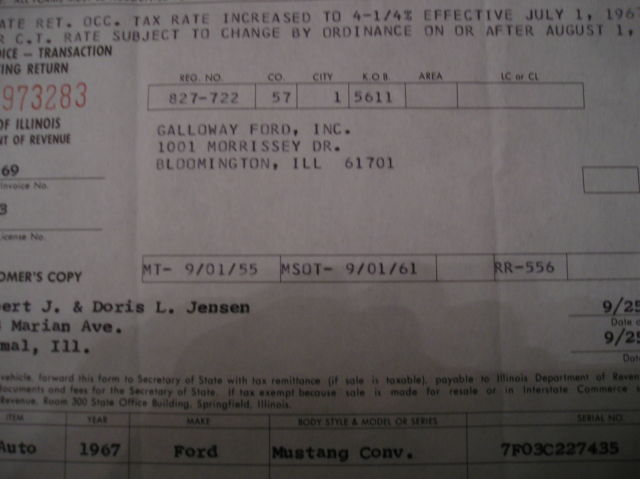 ATE RET. OCC. TAX RATE INCREASED TO 4-1/4% EFFECTIVE JULY 1, 1967
R C.T. RATE SUBJECT TO CHANGE BY ORDINANCE ON OR AFTER AUGUST 1,
ICE — TRANSACTION
ING RETURN
973283
OF ILLINOIS
NT OF REVENUE
REG. NO. CO. CITY K.O.B. AREA LC or CL
827-722 57 1 5611
GALLOWAY FORD, INC.
1001 MORRISSEY DR.
BLOOMINGTON, ILL 61701
69
Invoice No.
3
License No.
OMER'S COPY
MT- 9/01/55 MSOT- 9/01/61 RR-556
ert J. & Doris L. Jensen
Marian Ave.
mal, Ill.
9/25
Date o
9/25
Dat
vehicle, forward this form to Secretary of State with tax remittance (if sale is taxable), payable to Illinois Department of Reven
documents and fees for the Secretary of State. If tax exempt because sale is made for resale or in Interstate Commerce
Revenue, Room 300 State Office Building, Springfield, Illinois.
ITEM YEAR MAKE BODY STYLE & MODEL OR SERIES SERIAL NO.
Auto 1967 Ford Mustang Conv. 7F03C227435